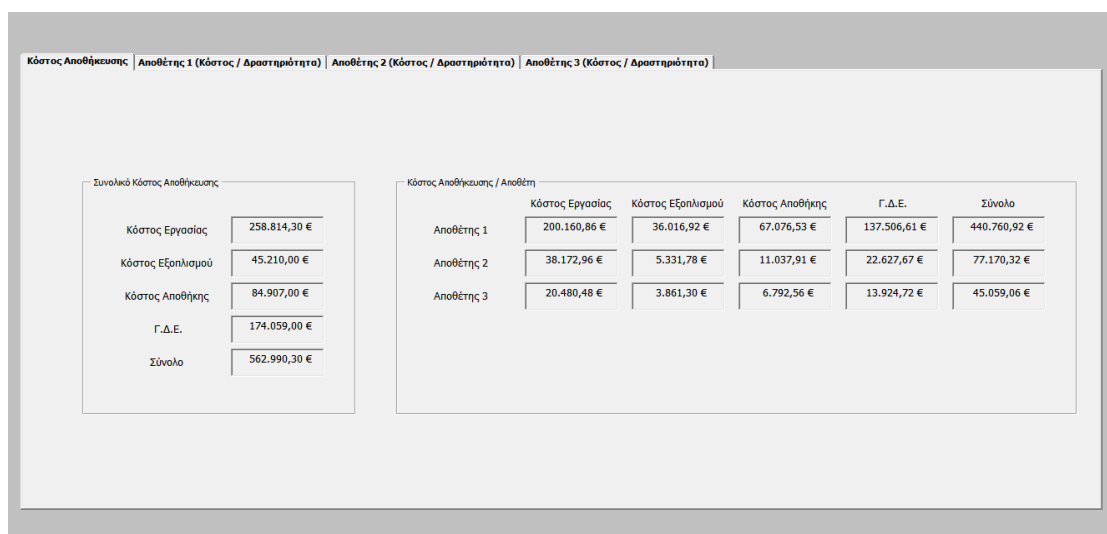 Κόστος Αποθήκευσης Αποθέτης 1 (Κόστος / Δραστηριότητα) Αποθέτης 2 (Κόστος / Δραστηριότητα) Αποθέτης 3 (Κόστος / Δραστηριότητα)
Συνολικό Κόστος Αποθήκευσης
Κόστος Εργασίας 258.814,30 €
Κόστος Εξοπλισμού 45.210,00 €
Κόστος Αποθήκης 84.907,00 €
Γ.Δ.Ε. 174.059,00 €
Σύνολο 562.990,30 €
Κόστος Αποθήκευσης / Αποθέτη
Κόστος Εργασίας Κόστος Εξοπλισμού Κόστος Αποθήκης Γ.Δ.Ε. Σύνολο
Αποθέτης 1 200.160,86 € 36.016,92 € 67.076,53 € 137.506,61 € 440.760,92 €
Αποθέτης 2 38.172,96 € 5.331,78 € 11.037,91 € 22.627,67 € 77.170,32 €
Αποθέτης 3 20.480,48 € 3.861,30 € 6.792,56 € 13.924,72 € 45.059,06 €